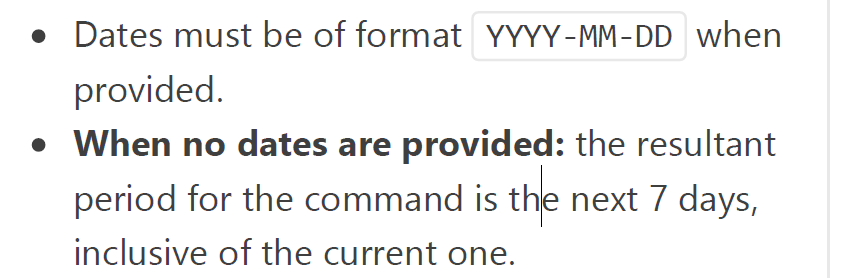 • Dates must be of format YYYY-MM-DD when
provided.
• When no dates are provided: the resultant
period for the command is the next 7 days,
inclusive of the current one.